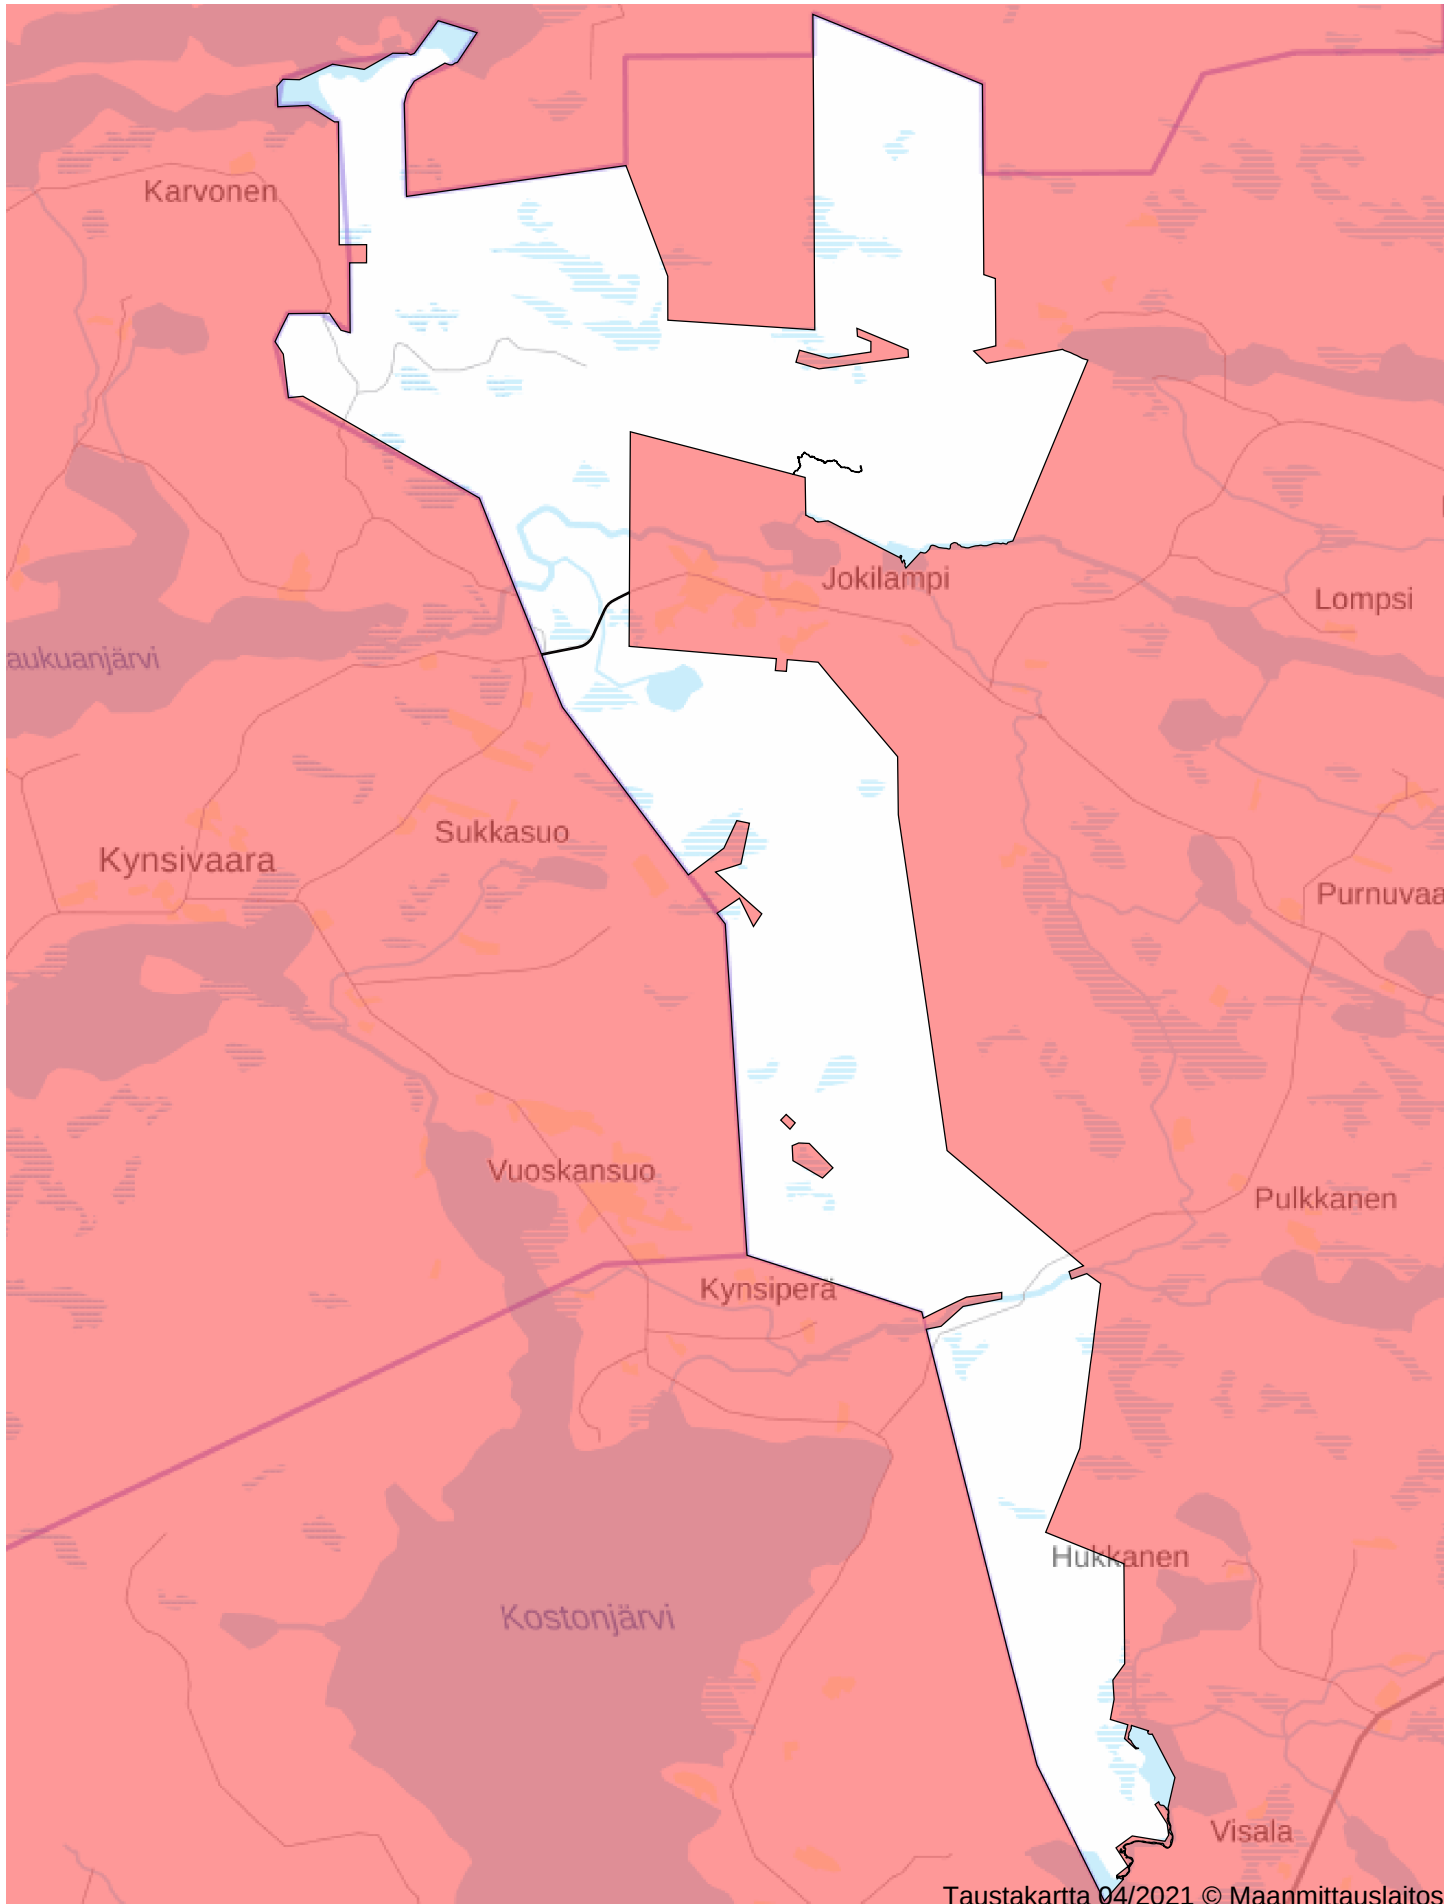 Karvonen
Jokilampi
Lompsi
aukuanjärvi
Sukkasuo
Kynsivaara
Purnuvaa
Vuoskansuo
Pulkkanen
Kynsiperä
Hukkanen
Kostonjärvi
Visala
Taustakartta 04/2021 © Maanmittauslaitos